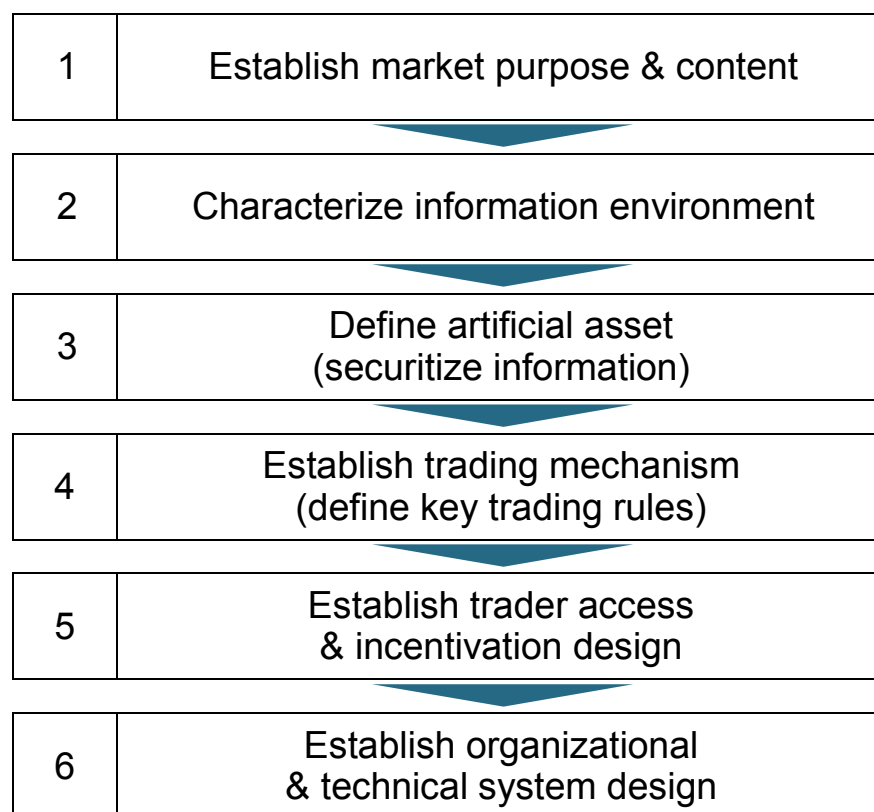 1
Establish market purpose & content
2
Characterize information environment
3
Define artificial asset
(securitize information)
4
Establish trading mechanism
(define key trading rules)
5
Establish trader access
& incentivation design
6
Establish organizational
& technical system design